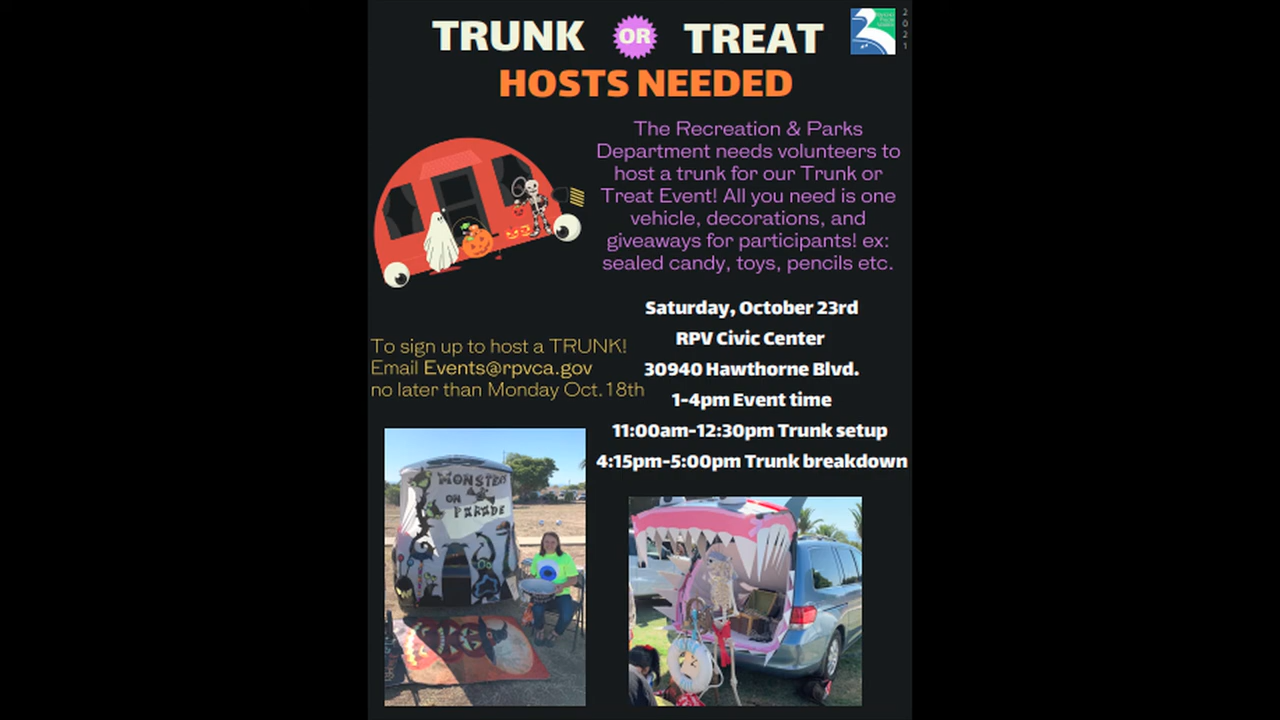 TRUNK OR TREAT
2021
HOSTS NEEDED
The Recreation & Parks
Department needs volunteers to
host a trunk for our Trunk or
Treat Event! All you need is one
vehicle, decorations, and
giveaways for participants! ex:
sealed candy, toys, pencils etc.
Saturday, October 23rd
RPV Civic Center
30940 Hawthorne Blvd.
1-4pm Event time
11:00am-12:30pm Trunk setup
4:15pm-5:00pm Trunk breakdown
To sign up to host a TRUNK!
Email Events@rpvca.gov
no later than Monday Oct.18th
MONSTERS
ON
PARADE